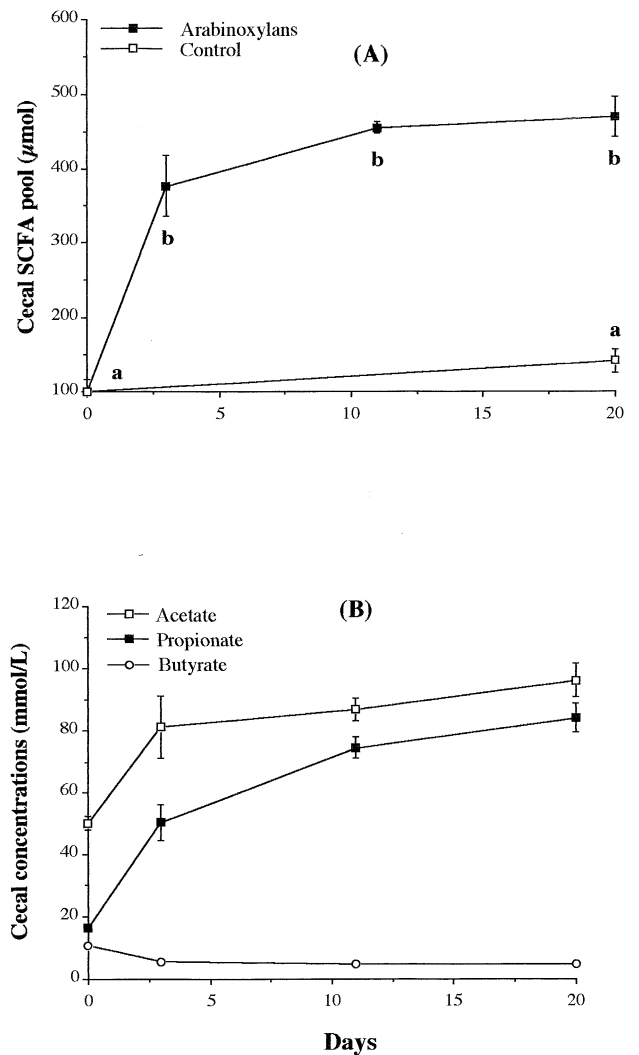 Arabinoxylans
Control
(A)
Cecal SCFA pool (μmol)
600
500
400
300
200
100
b
b
b
a
a
0
5
10
15
20
(B)
Acetate
Propionate
Butyrate
Cecal concentrations (mmol/L)
120
100
80
60
40
20
0
0
5
10
15
20
Days